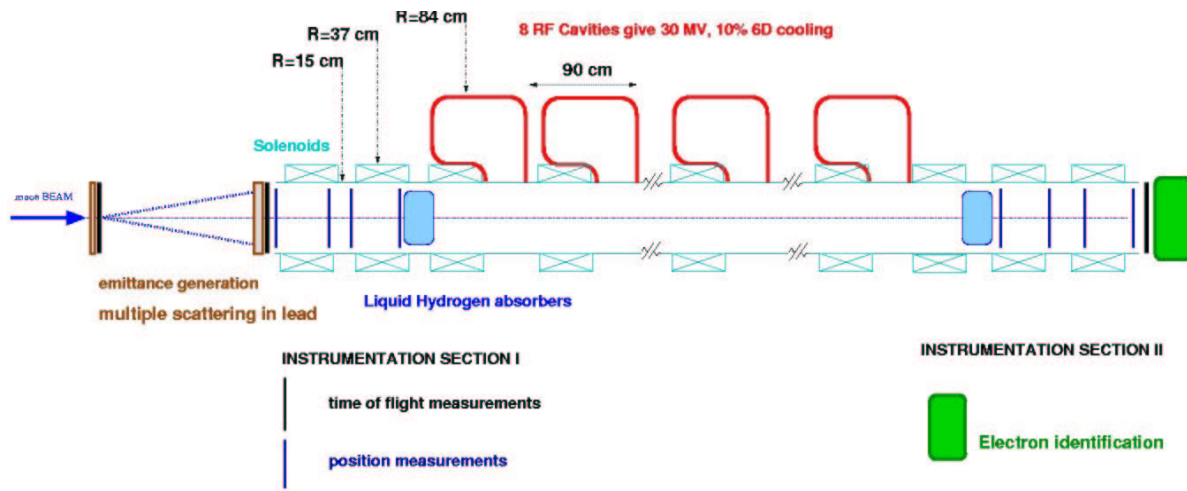 R=84 cm
8 RF Cavities give 30 MV, 10% 6D cooling
R=37 cm
R=15 cm
90 cm
Solenoids
muon BEAM
emittance generation
multiple scattering in lead
Liquid Hydrogen absorbers
INSTRUMENTATION SECTION I
INSTRUMENTATION SECTION II
time of flight measurements
Electron identification
position measurements